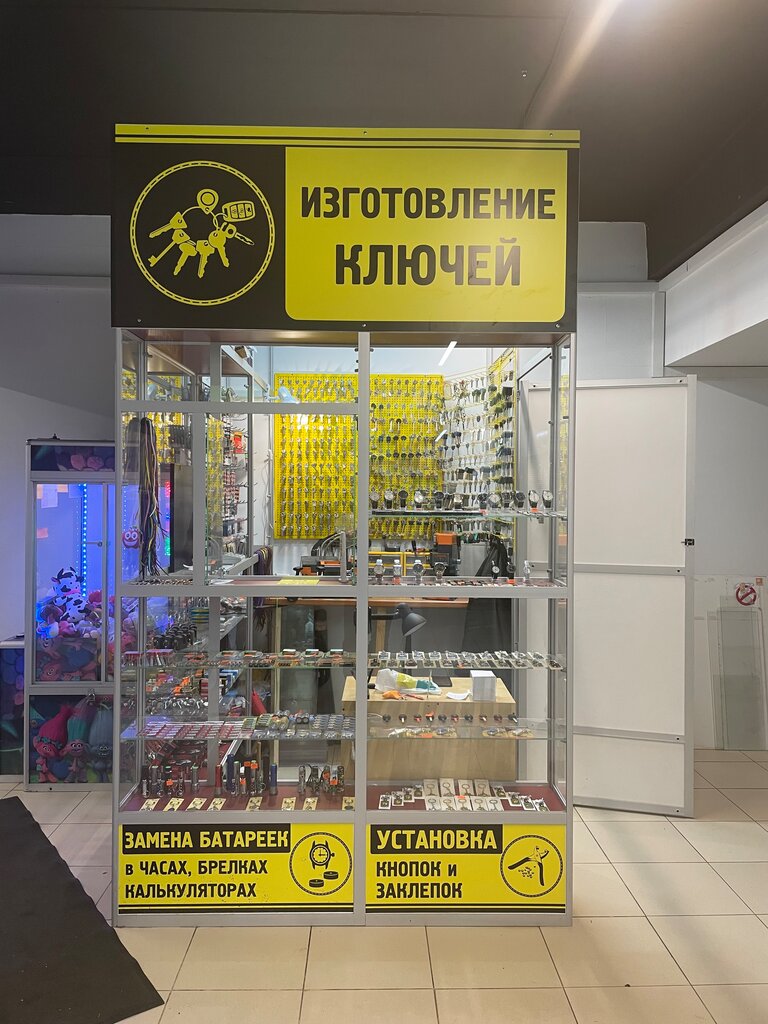 ИЗГОТОВЛЕНИЕ
КЛЮЧЕЙ
ЗАМЕНА БАТАРЕЕК
В ЧАСАХ, БРЕЛКАХ
КАЛЬКУЛЯТОРАХ
УСТАНОВКА
КНОПОК и
ЗАКЛЕПОК